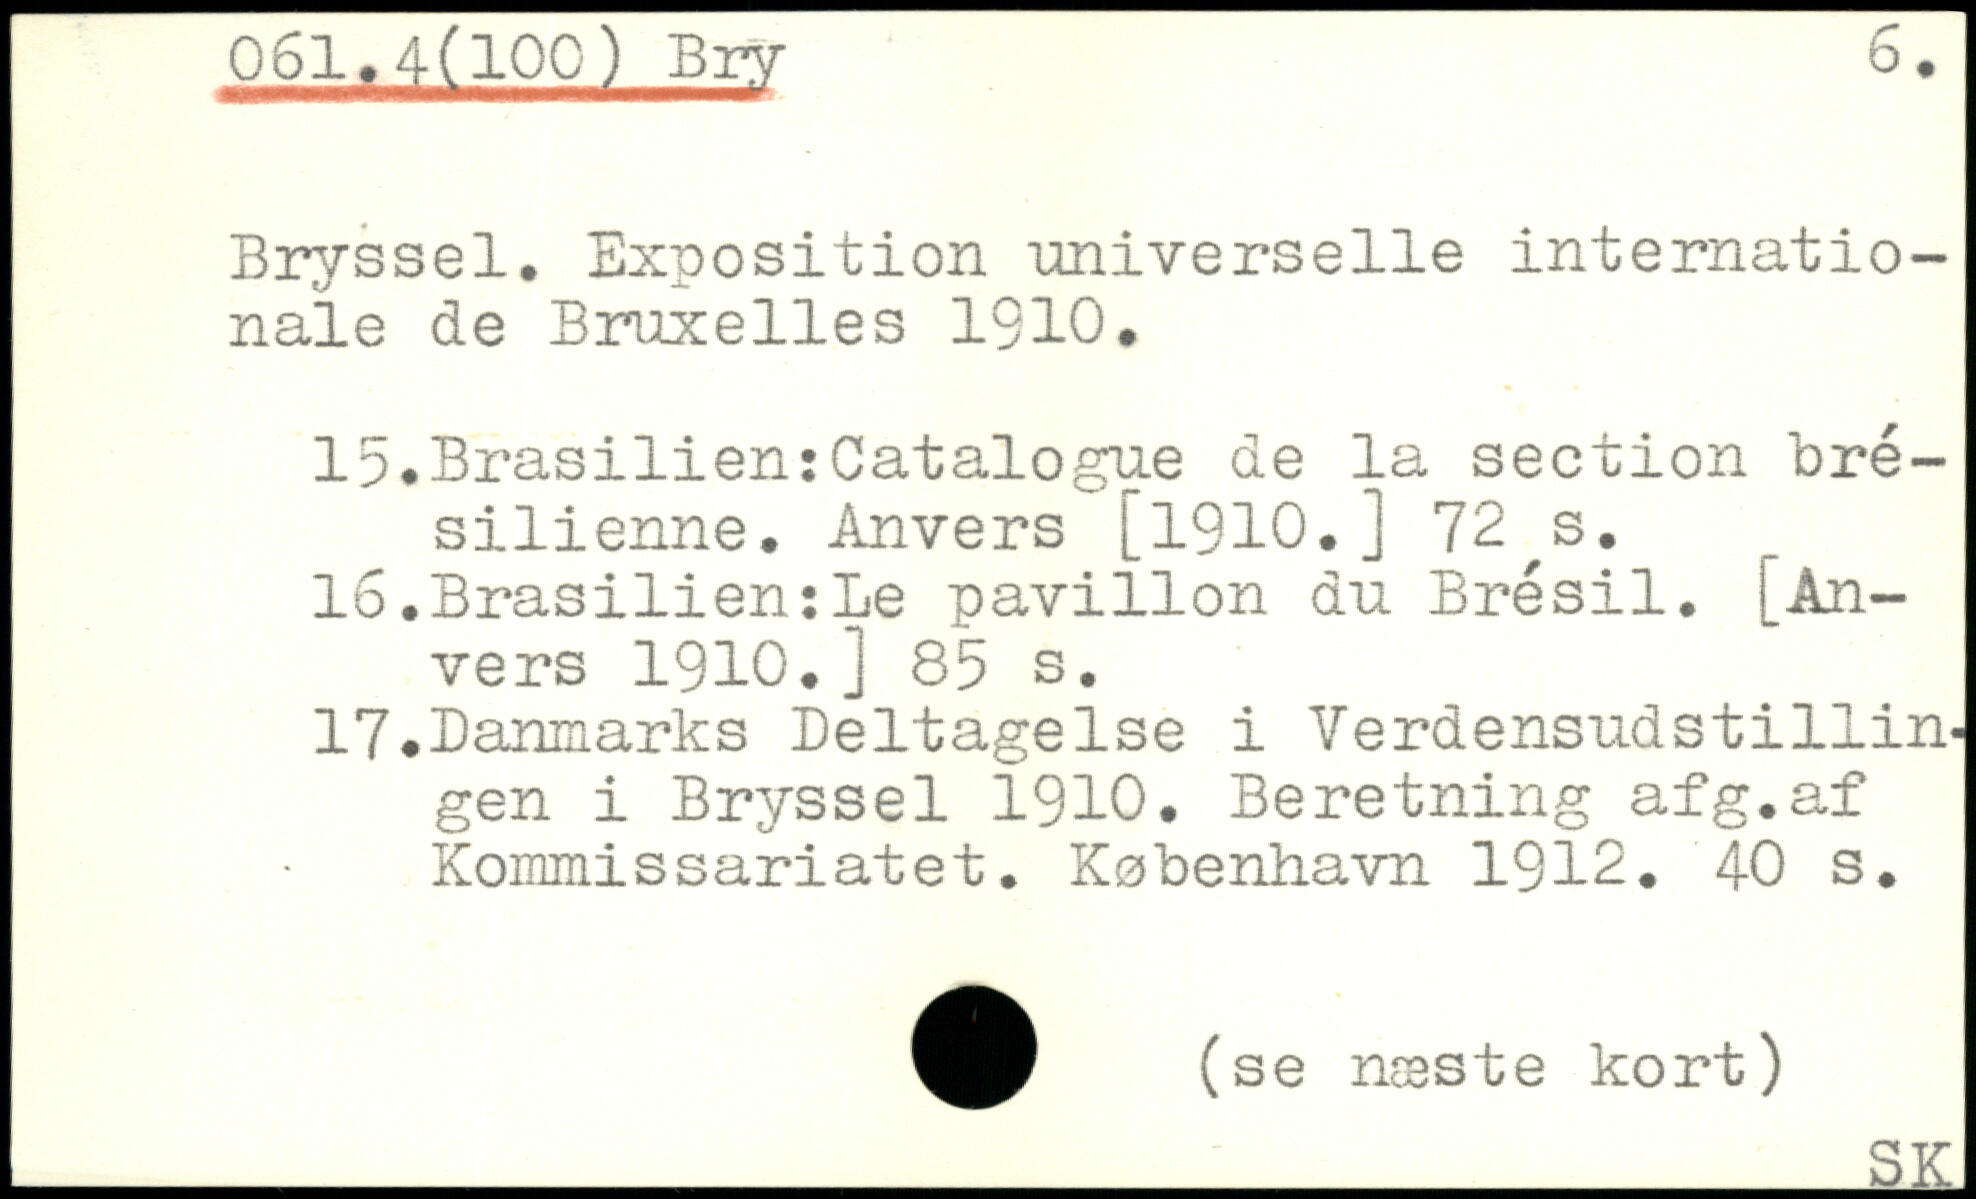 061.4(100) Bry 6.
Bryssel. Exposition universelle internatio-
nale de Bruxelles 1910.
15.Brasilien:Catalogue de la section bré-
silienne. Anvers [1910.] 72 s.
16.Brasilien:Le pavillon du Brésil. [An-
vers 1910.] 85 s.
17.Danmarks Deltagelse i Verdensudstillin-
gen i Bryssel 1910. Beretning afg.af
Kommissariatet. København 1912. 40 s.
(se næste kort)
SK